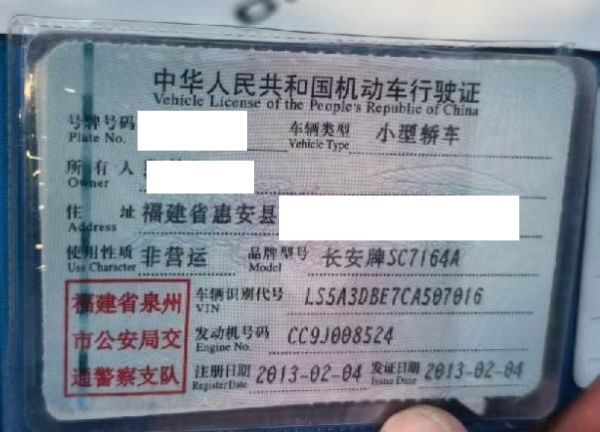 中华人民共和国机动车行驶证
Vehicle License of the People's Republic of China
号牌号码
Plate No.
车辆类型 小型轿车
Vehicle Type
所有人
Owner
住址 福建省惠安县
Address
使用性质 非营运
Use Character
品牌型号 长安牌SC7164A
Model
福建省泉州
市公安局交
通警察支队
车辆识别代号 LS5A3DBE7CA507016
VIN
发动机号码 CC9J008524
Engine No.
注册日期 2013-02-04
Register Date
发证日期 2013-02-04
Issue Date